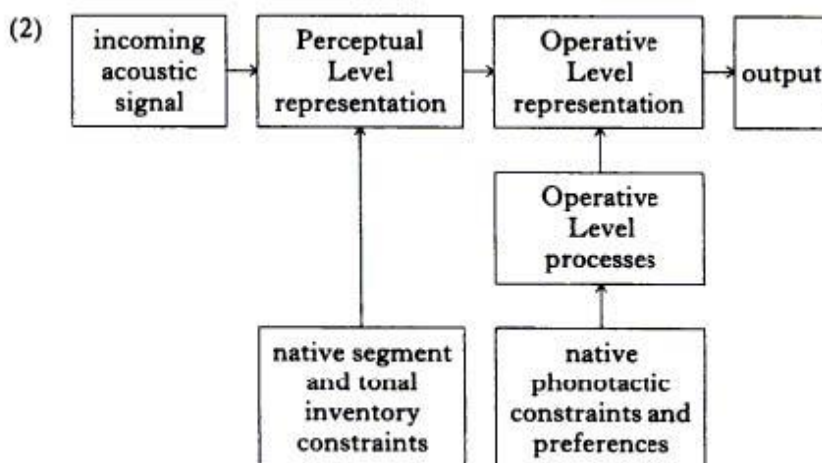 (2)
incoming
acoustic
signal
Perceptual
Level
representation
Operative
Level
representation
output
Operative
Level
processes
native segment
and tonal
inventory
constraints
native
phonotactic
constraints and
preferences